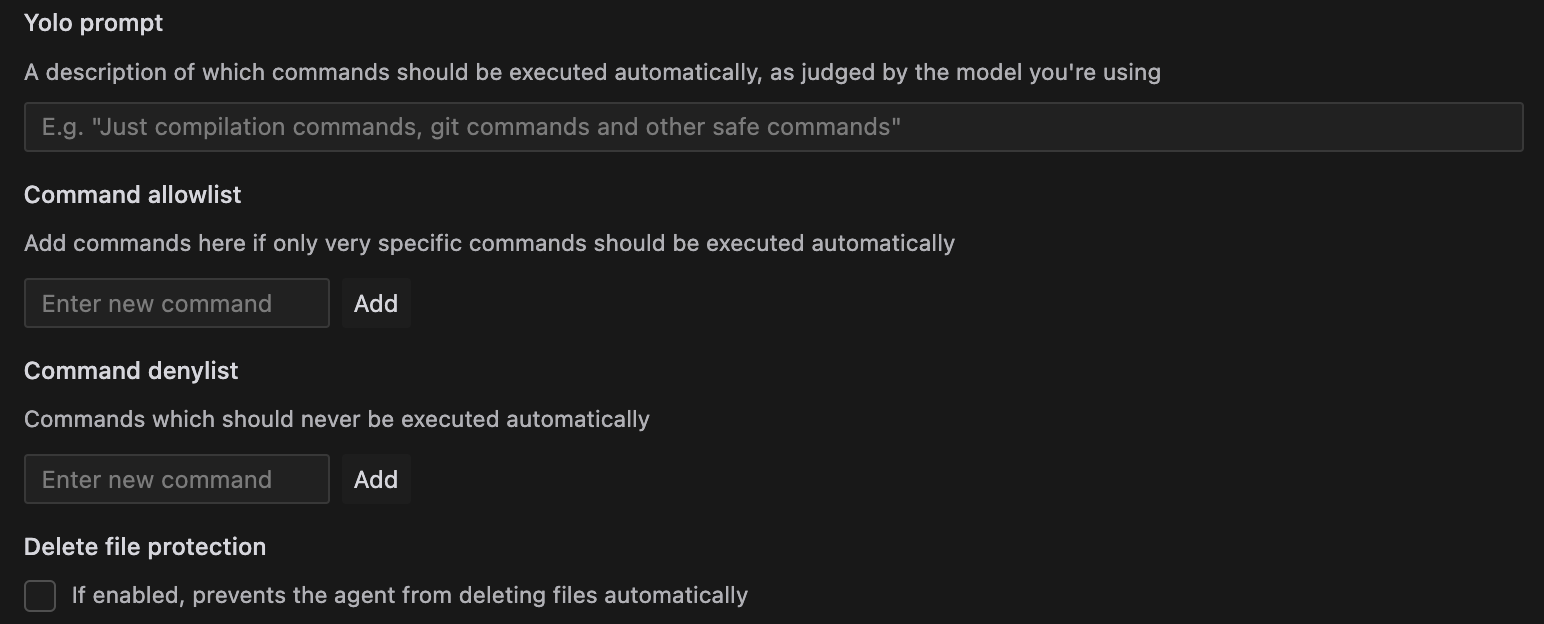 Yolo prompt
A description of which commands should be executed automatically, as judged by the model you're using
E.g. "Just compilation commands, git commands and other safe commands"
Command allowlist
Add commands here if only very specific commands should be executed automatically
Enter new command Add
Command denylist
Commands which should never be executed automatically
Enter new command Add
Delete file protection
If enabled, prevents the agent from deleting files automatically